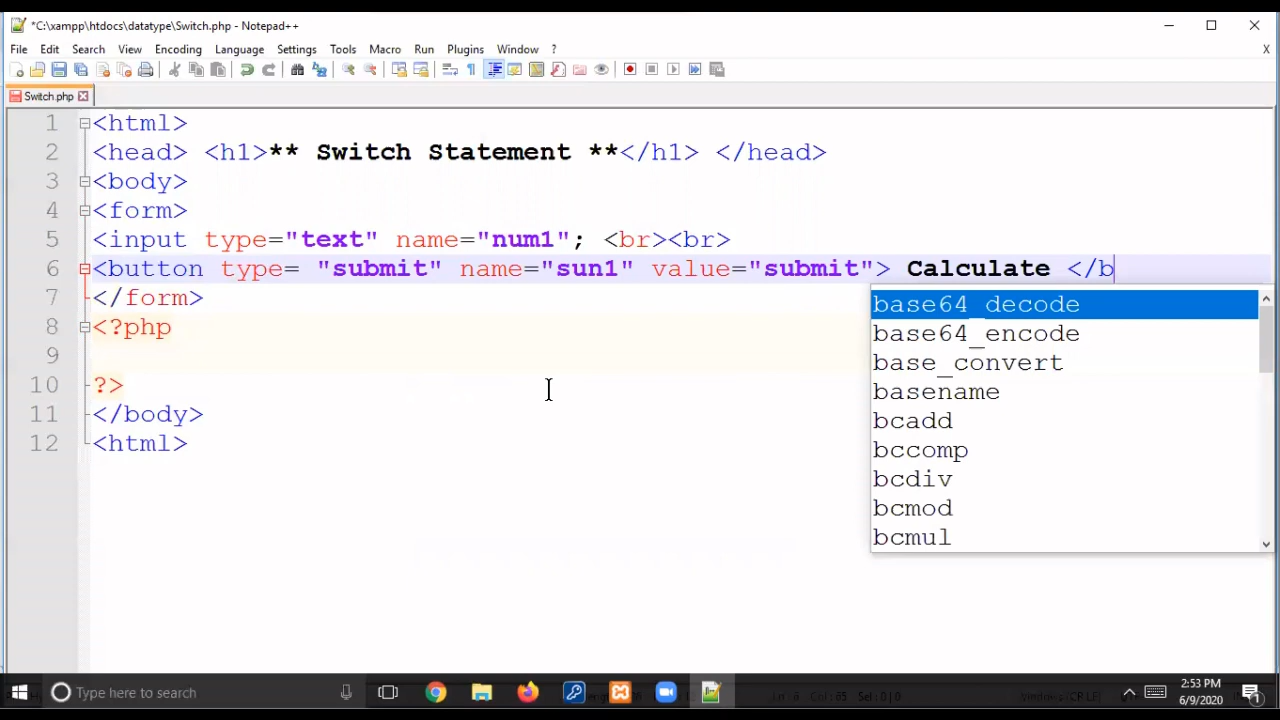 *C:\xampp\htdocs\datatype\Switch.php - Notepad++
File Edit Search View Encoding Language Settings Tools Macro Run Plugins Window ? X
Switch.php
1 <html>
2 <head> <h1>** Switch Statement **</h1> </head>
3 <body>
4 <form>
5 <input type="text" name="num1"; <br><br>
6 <button type= "submit" name="sun1" value="submit"> Calculate </b
7 </form>
8 <?php
9
10 ?>
11 </body>
12 <html>
base64_decode
base64_encode
base_convert
basename
bcadd
bccomp
bcdiv
bcmod
bcmul
Type here to search
2:53 PM
6/9/2020